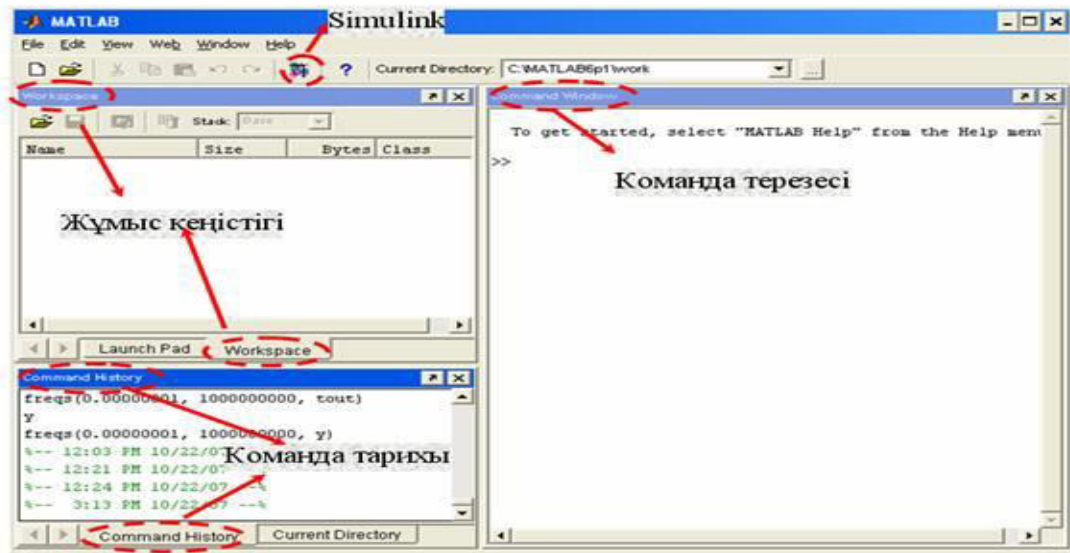 MATLAB
Simulink
File Edit View Web Window Help
Current Directory: C:\MATLAB6p1\work
Workspace
Stack: Base
Name Size Bytes Class
Жұмыс кеңістігі
Launch Pad Workspace
Command History
freqs(0.00000001, 1000000000, tout)
y
freqs(0.00000001, 1000000000, y)
%-- 12:03 PM 10/22/07
%-- 12:21 PM 10/22/07
%-- 12:24 PM 10/22/07 --%
%-- 3:13 PM 10/22/07 --%
Команда тарихы
Command History Current Directory
Command Window
To get started, select "MATLAB Help" from the Help menu
>>
Команда терезесі